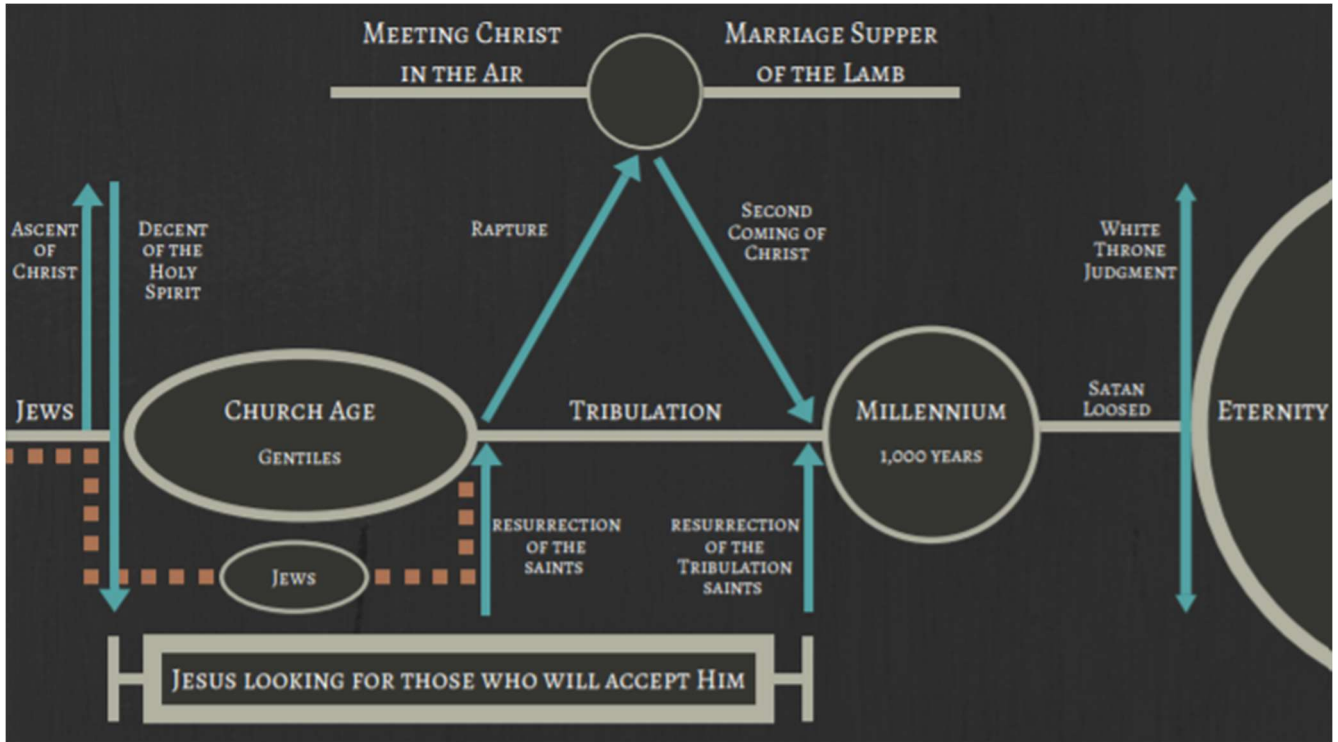 MEETING CHRIST
IN THE AIR
MARRIAGE SUPPER
OF THE LAMB
ASCENT
OF
CHRIST
DECENT
OF THE
HOLY
SPIRIT
RAPTURE
SECOND
COMING OF
CHRIST
WHITE
THRONE
JUDGMENT
JEWS
CHURCH AGE
GENTILES
TRIBULATION
MILLENNIUM
1,000 YEARS
SATAN
LOOSED
ETERNITY
JEWS
RESURRECTION
OF THE
SAINTS
RESURRECTION
OF THE
TRIBULATION
SAINTS
JESUS LOOKING FOR THOSE WHO WILL ACCEPT HIM